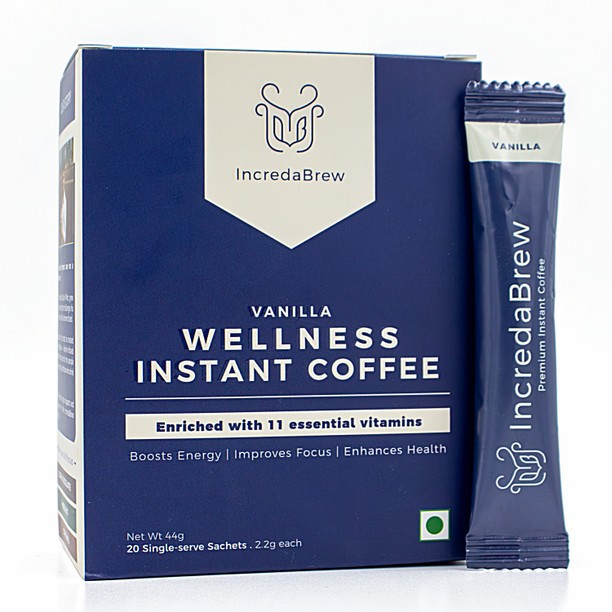 IncredaBrew
VANILLA
WELLNESS
INSTANT COFFEE
Enriched with 11 essential vitamins
Boosts Energy | Improves Focus | Enhances Health
Net Wt 44g
20 Single-serve Sachets . 2.2g each
VANILLA
IncredaBrew
Premium Instant Coffee